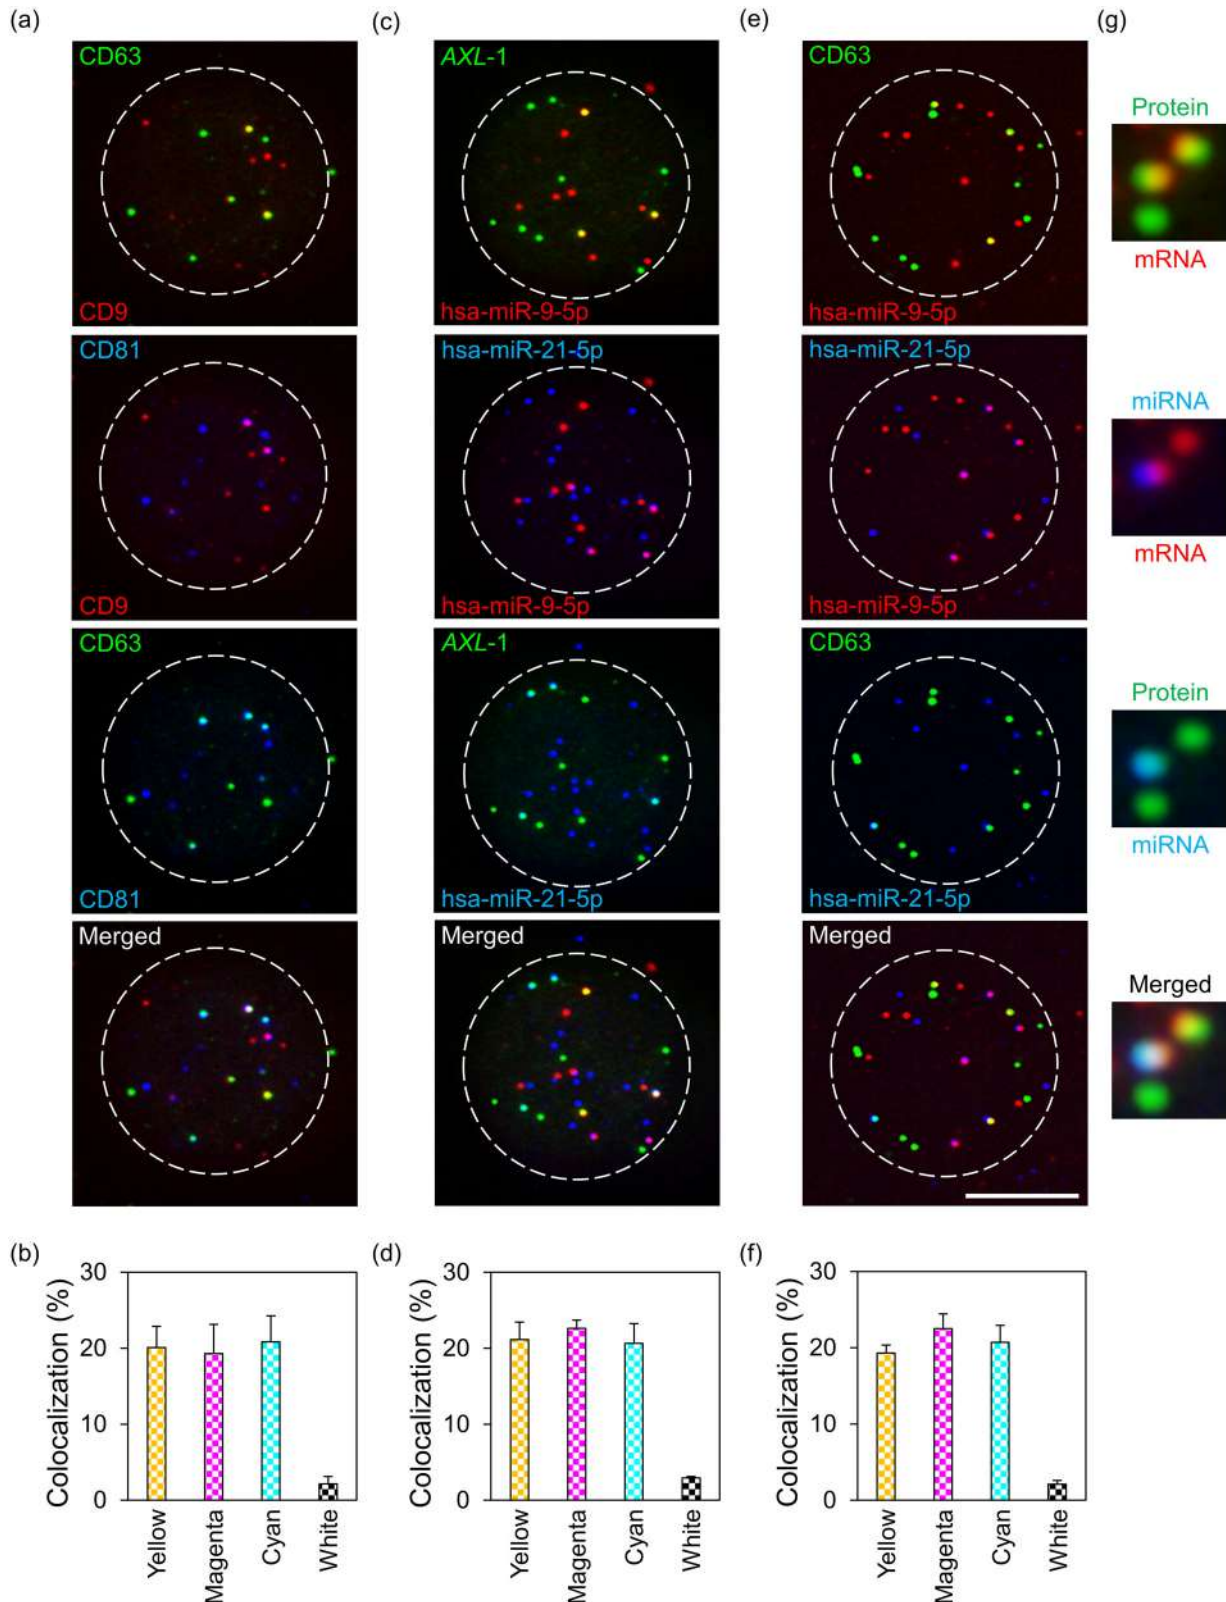 (a)
CD63
CD9
CD81
CD9
CD63
CD81
Merged
(c)
AXL-1
hsa-miR-9-5p
hsa-miR-21-5p
hsa-miR-9-5p
AXL-1
hsa-miR-21-5p
Merged
(e)
CD63
hsa-miR-9-5p
hsa-miR-21-5p
hsa-miR-9-5p
CD63
hsa-miR-21-5p
Merged
(g)
Protein
mRNA
miRNA
mRNA
Protein
miRNA
Merged
(b)
Colocalization (%)
30
20
10
0
Yellow
Magenta
Cyan
White
(d)
Colocalization (%)
30
20
10
0
Yellow
Magenta
Cyan
White
(f)
Colocalization (%)
30
20
10
0
Yellow
Magenta
Cyan
White